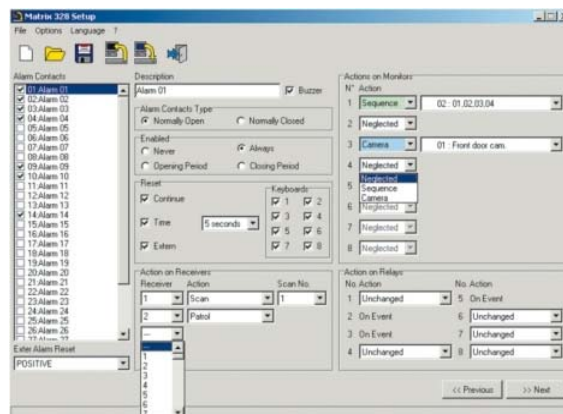 Matrix 328 Setup
File Options Language ?
Alarm Contacts
01:Alarm 01
02:Alarm 02
03:Alarm 03
04:Alarm 04
05:Alarm 05
06:Alarm 06
07:Alarm 07
08:Alarm 08
09:Alarm 09
10:Alarm 10
11:Alarm 11
12:Alarm 12
13:Alarm 13
14:Alarm 14
15:Alarm 15
16:Alarm 16
17:Alarm 17
18:Alarm 18
19:Alarm 19
20:Alarm 20
21:Alarm 21
22:Alarm 22
23:Alarm 23
24:Alarm 24
25:Alarm 25
26:Alarm 26
27:Alarm 27
Exter Alarm Reset
POSITIVE
Description
Alarm 01
Buzzer
Alarm Contacts Type
Normally Open Normally Closed
Enabled
Never Always
Opening Period Closing Period
Reset
Continue
Time 5 seconds
Extern
Keyboards
1 2
3 4
5 6
7 8
Action on Receivers
Receiver Action Scan No.
1 Scan 1
2 Patrol
---
---
1
2
3
4
5
6
7
Actions on Monitors
N° Action
1 Sequence 02 : 01,02,03,04
2 Neglected
3 Camera 01 : Front door cam.
4 Neglected
Neglected
Sequence
Camera
5
6 Neglected
7 Neglected
8 Neglected
Action on Relays
No. Action No. Action
1 Unchanged 5 On Event
2 On Event 6 Unchanged
3 On Event 7 Unchanged
4 Unchanged 8 Unchanged
<< Previous >> Next